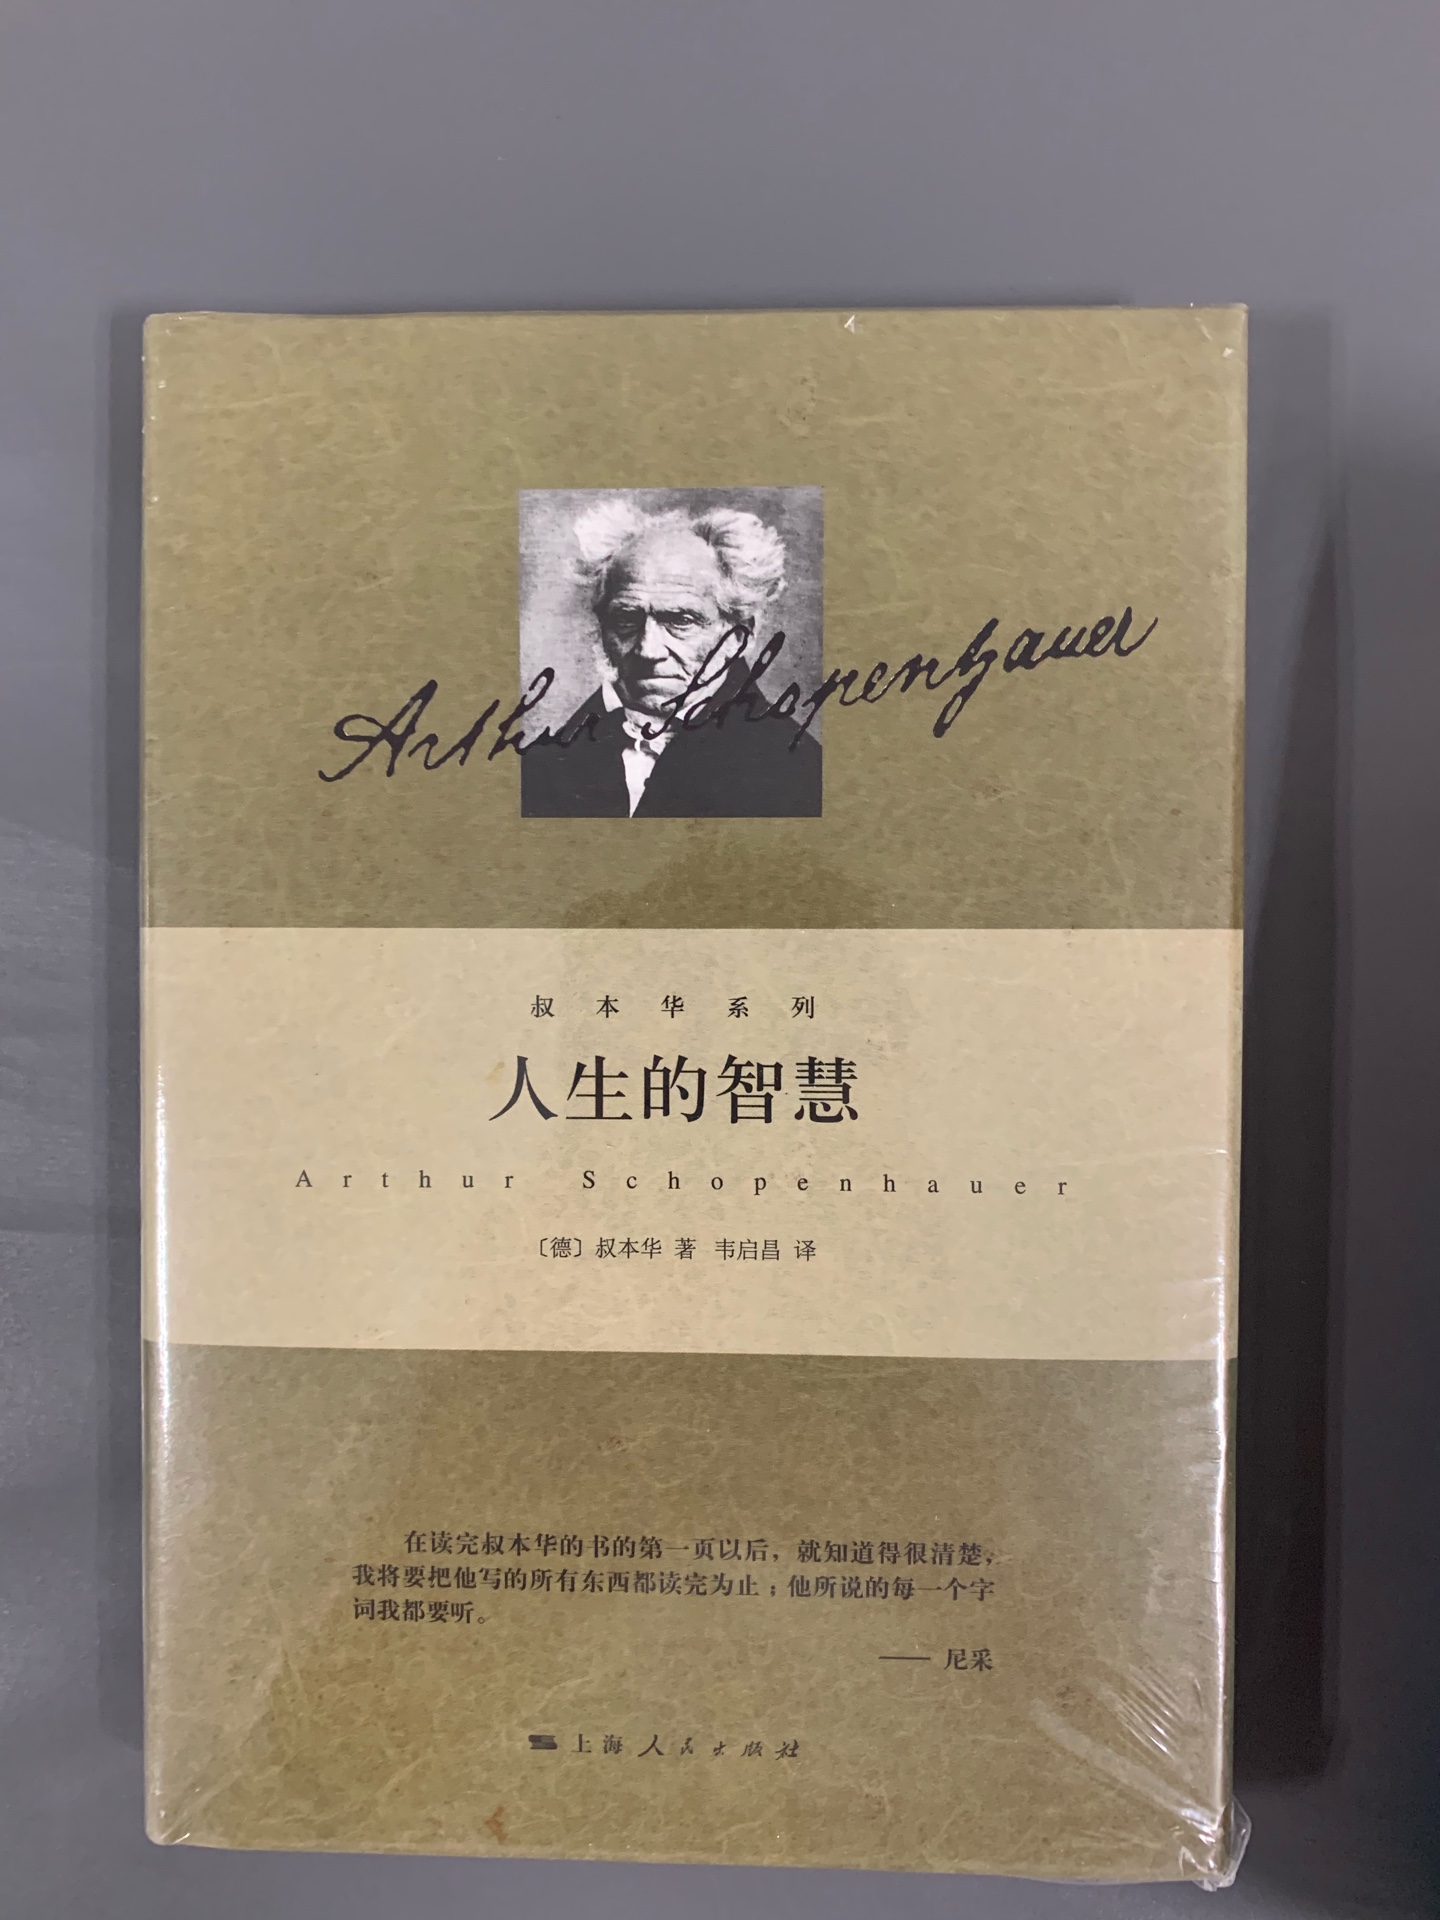 Arthur Schopenhauer
叔本华系列
人生的智慧
Arthur Schopenhauer
〔德〕叔本华 著 韦启昌 译
在读完叔本华的书的第一页以后，就知道得很清楚，
我将要把他写的所有东西都读完为止；他所说的每一个字
词我都要听。
—— 尼采
上海人民出版社